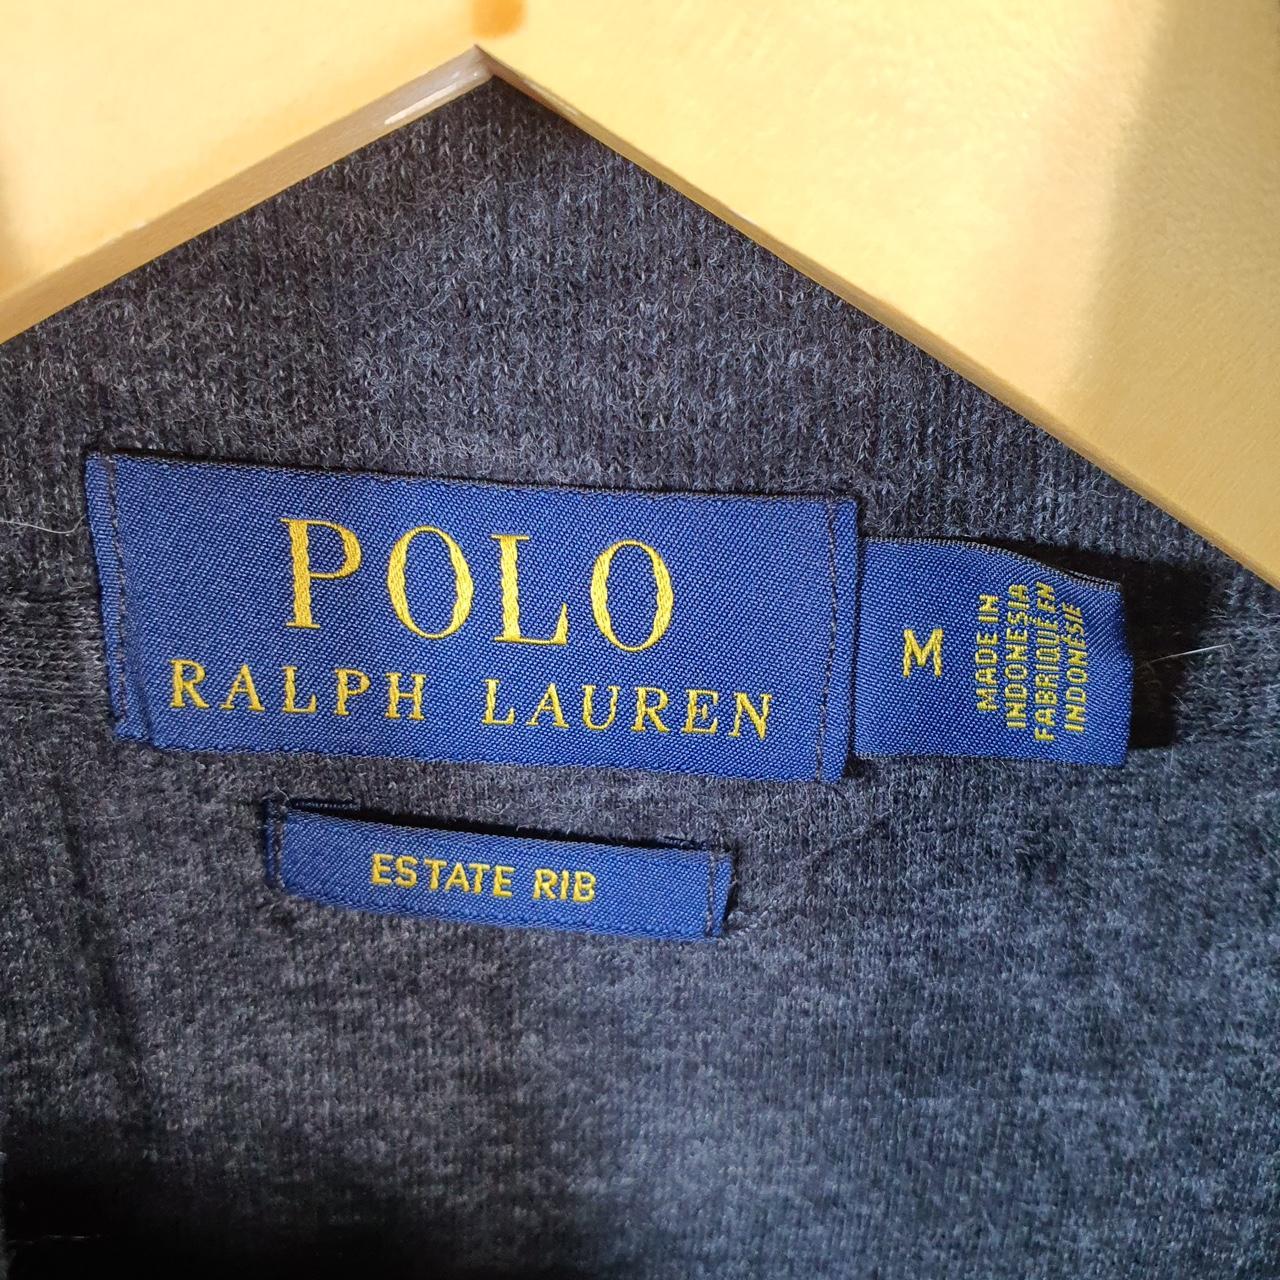 POLO
RALPH LAUREN
M
MADE IN
INDONESIA
FABRIQUÉ EN
INDONÉSIE
ESTATE RIB